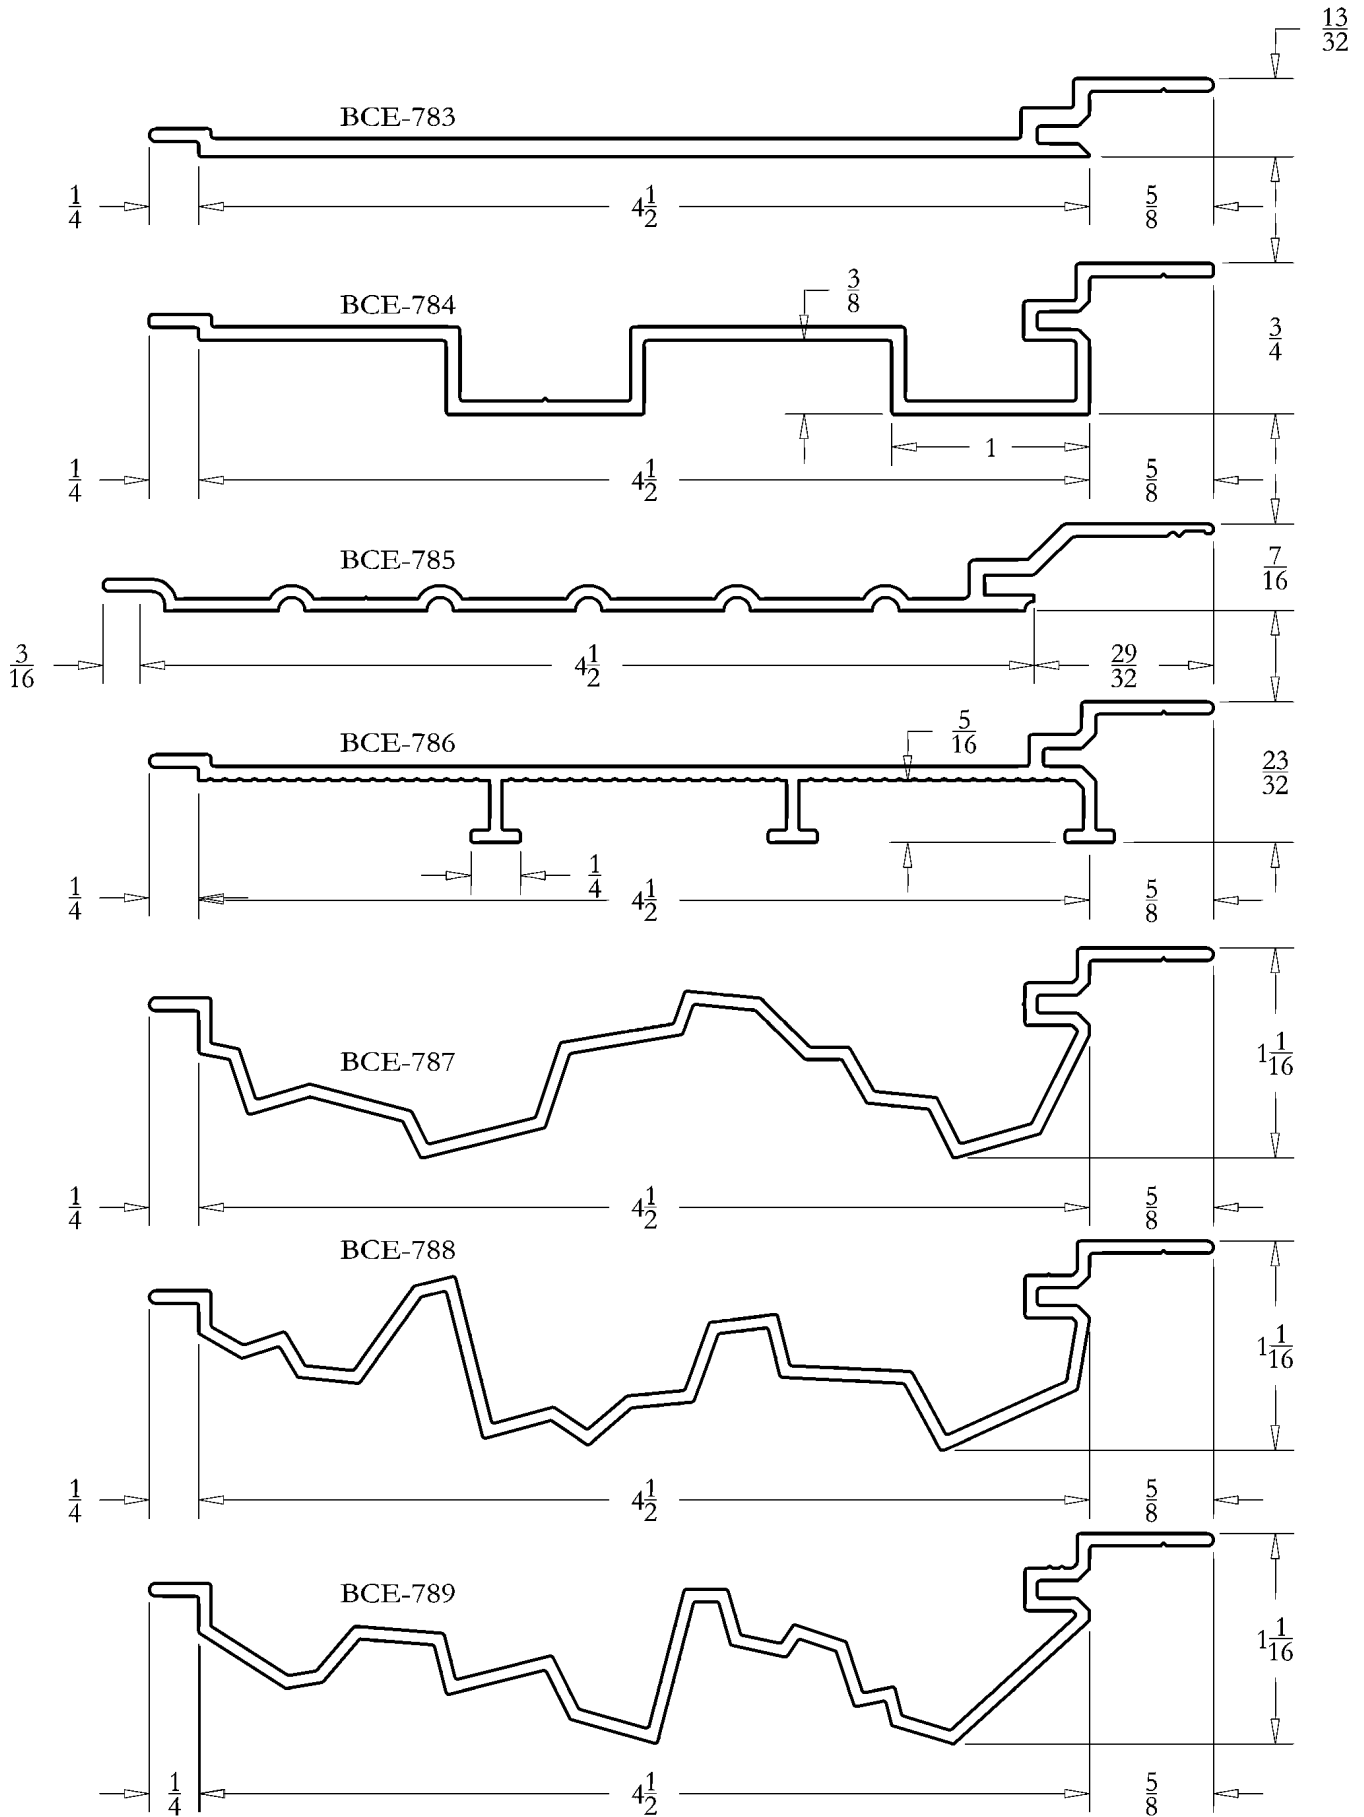 13/32
BCE-783
1/4 4 1/2 5/8
BCE-784
3/8
3/4
1
1/4 4 1/2 5/8
BCE-785
7/16
3/16 4 1/2 29/32
BCE-786
5/16
23/32
1/4
1/4 4 1/2 5/8
BCE-787
1 1/16
1/4 4 1/2 5/8
BCE-788
1 1/16
1/4 4 1/2 5/8
BCE-789
1 1/16
1/4 4 1/2 5/8